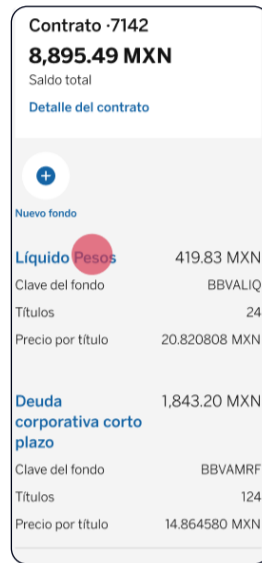 Contrato ·7142
8,895.49 MXN
Saldo total
Detalle del contrato
Nuevo fondo
Líquido Pesos 419.83 MXN
Clave del fondo BBVALIQ
Títulos 24
Precio por título 20.820808 MXN
Deuda 1,843.20 MXN
corporativa corto
plazo
Clave del fondo BBVAMRF
Títulos 124
Precio por título 14.864580 MXN